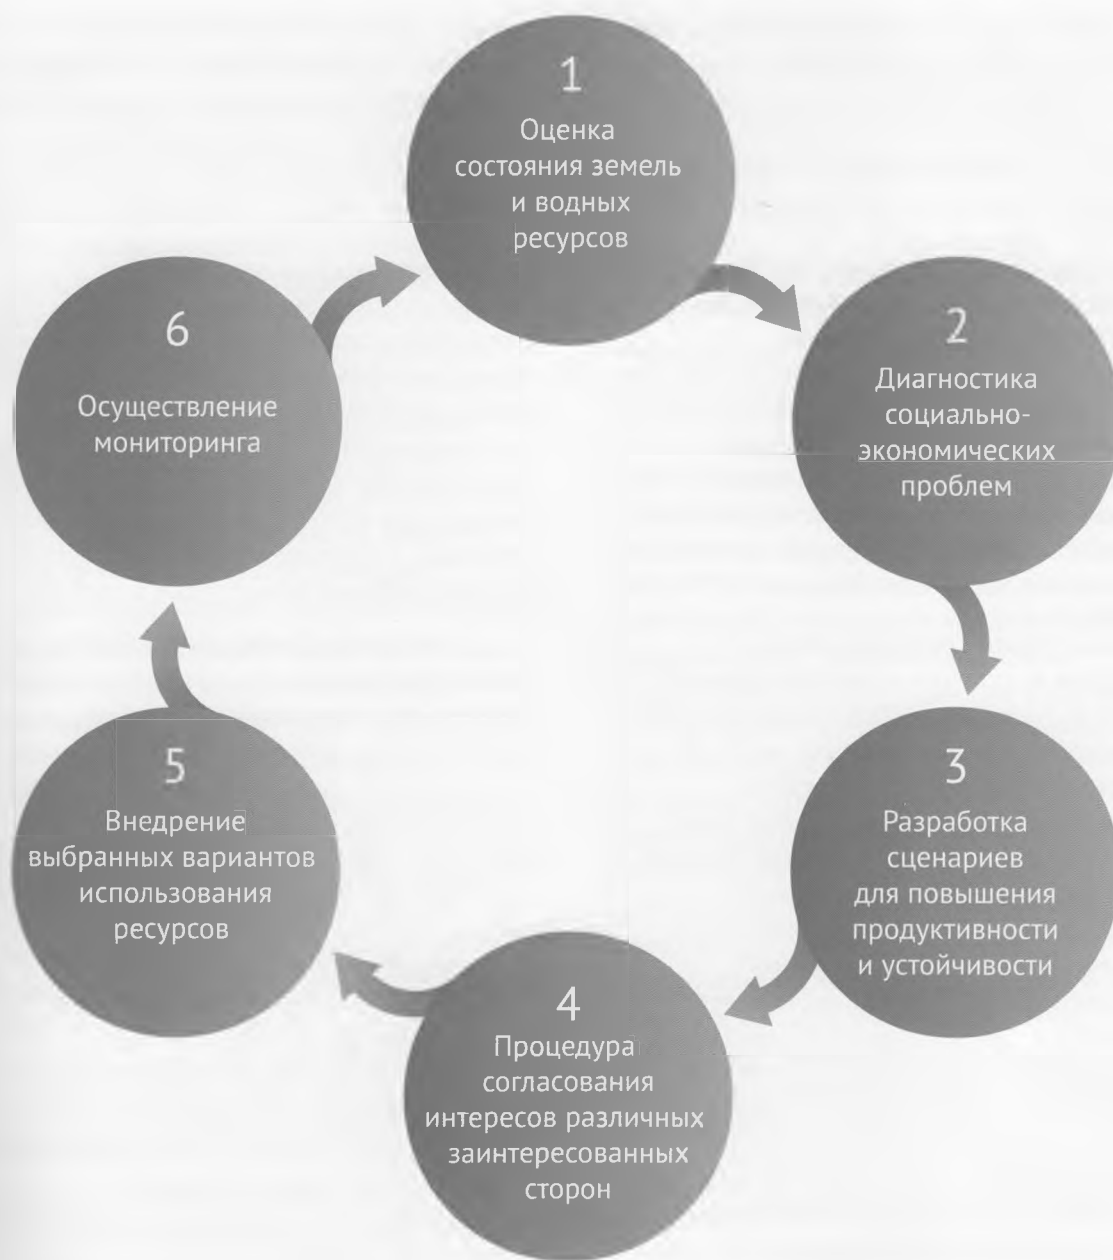 1
Оценка
состояния земель
и водных
ресурсов
2
Диагностика
социально-
экономических
проблем
3
Разработка
сценариев
для повышения
продуктивности
и устойчивости
4
Процедура
согласования
интересов различных
заинтересованных
сторон
5
Внедрение
выбранных вариантов
использования
ресурсов
6
Осуществление
мониторинга